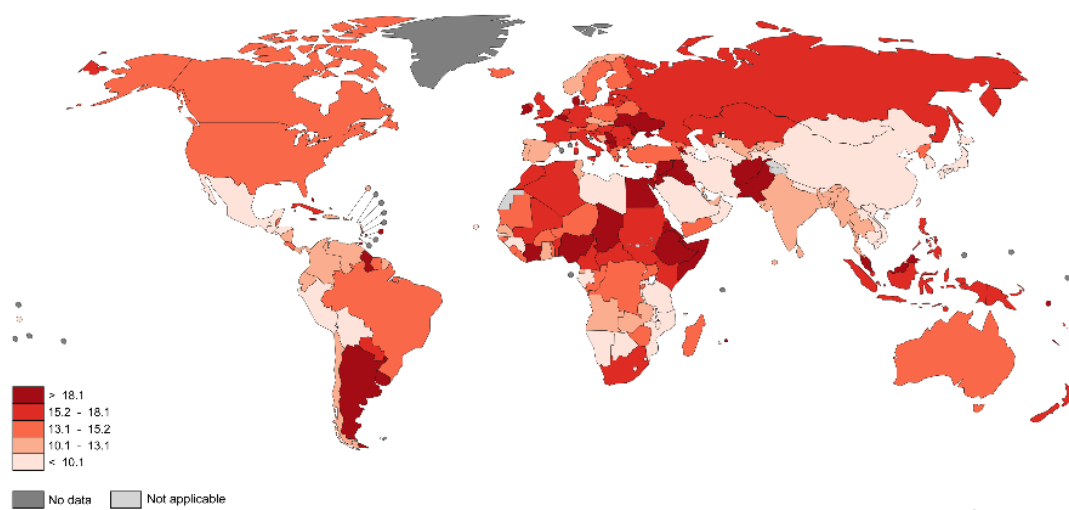 > 18.1
15.2 - 18.1
13.1 - 15.2
10.1 - 13.1
< 10.1
No data
Not applicable